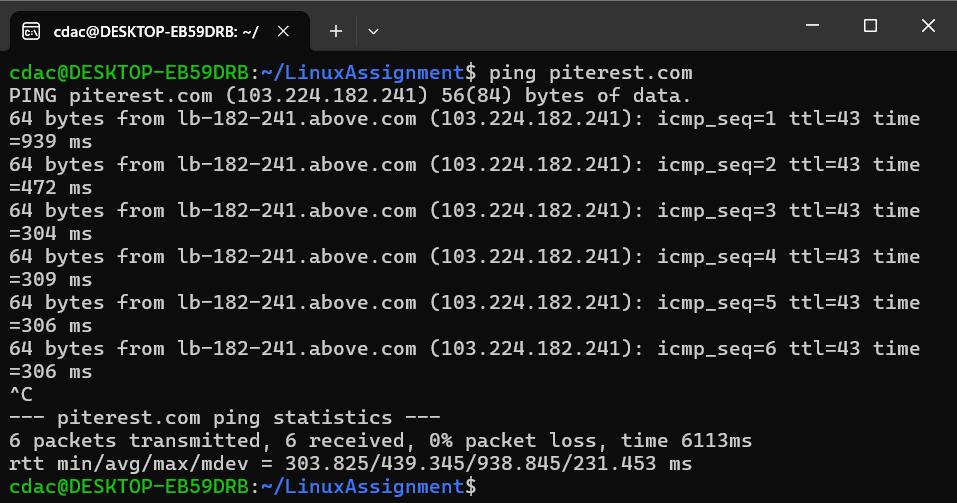 cdac@DESKTOP-EB59DRB: ~/
cdac@DESKTOP-EB59DRB:~/LinuxAssignment$ ping piterest.com
PING piterest.com (103.224.182.241) 56(84) bytes of data.
64 bytes from lb-182-241.above.com (103.224.182.241): icmp_seq=1 ttl=43 time
=939 ms
64 bytes from lb-182-241.above.com (103.224.182.241): icmp_seq=2 ttl=43 time
=472 ms
64 bytes from lb-182-241.above.com (103.224.182.241): icmp_seq=3 ttl=43 time
=304 ms
64 bytes from lb-182-241.above.com (103.224.182.241): icmp_seq=4 ttl=43 time
=309 ms
64 bytes from lb-182-241.above.com (103.224.182.241): icmp_seq=5 ttl=43 time
=306 ms
64 bytes from lb-182-241.above.com (103.224.182.241): icmp_seq=6 ttl=43 time
=306 ms
^C
--- piterest.com ping statistics ---
6 packets transmitted, 6 received, 0% packet loss, time 6113ms
rtt min/avg/max/mdev = 303.825/439.345/938.845/231.453 ms
cdac@DESKTOP-EB59DRB:~/LinuxAssignment$